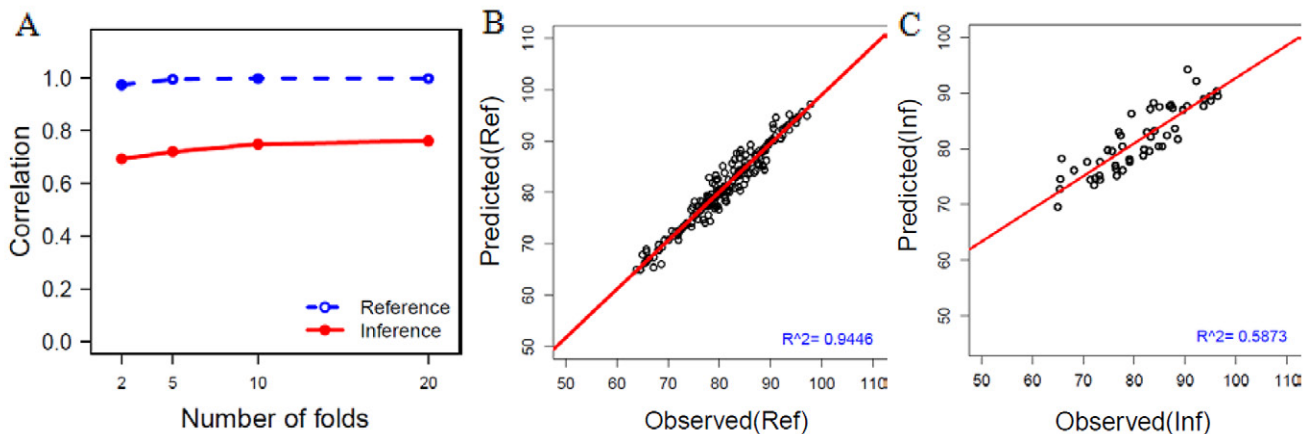 A
Correlation
1.0
0.8
0.6
0.4
0.2
0.0
Reference
Inference
2 5 10 20
Number of folds
B
Predicted(Ref)
110
100
90
80
70
60
50
R^2= 0.9446
50 60 70 80 90 100 110
Observed(Ref)
C
Predicted(Inf)
100
90
80
70
60
50
R^2= 0.5873
50 60 70 80 90 100 110
Observed(Inf)